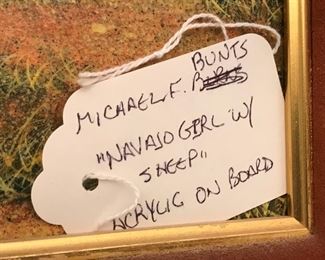 MICHAEL F. BUNTS
"NAVAJO GIRL W/
SHEEP"
ACRYLIC ON BOARD